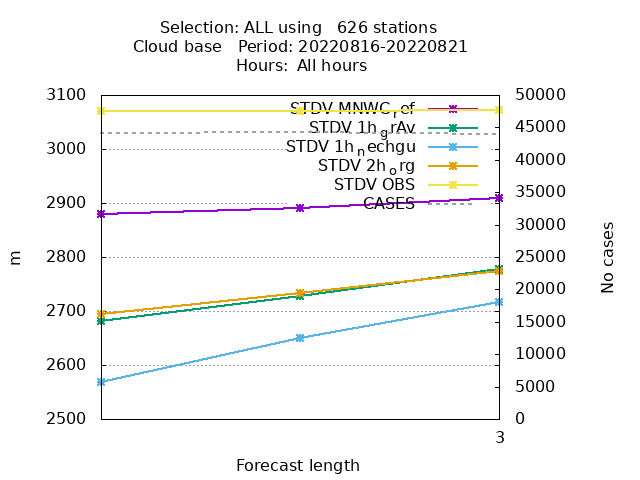 Selection: ALL using   626 stations
Cloud base   Period: 20220816-20220821
Hours:  All hours
3100
3000
2900
2800
2700
2600
2500
50000
45000
40000
35000
30000
25000
20000
15000
10000
5000
0
STDV MNWC_ref
STDV 1h_grAv
STDV 1h_nechgu
STDV 2h_org
STDV OBS
CASES
m
No cases
3
Forecast length